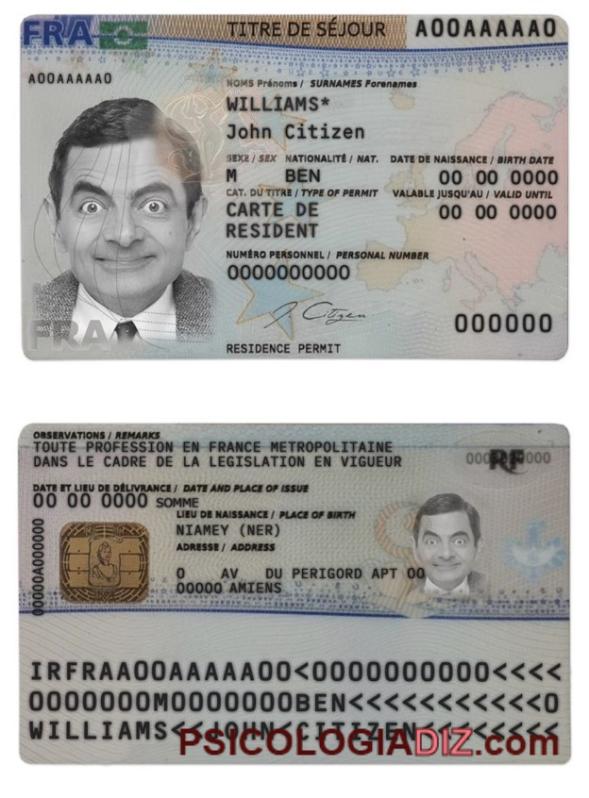 FRA
TITRE DE SÉJOUR
A00AAAAA0
A00AAAAA0
NOMS Prénoms / SURNAMES Forenames
WILLIAMS*
John Citizen
SEXE / SEX NATIONALITÉ / NAT. DATE DE NAISSANCE / BIRTH DATE
M BEN 00 00 0000
CAT. DU TITRE / TYPE OF PERMIT VALABLE JUSQU'AU / VALID UNTIL
CARTE DE 00 00 0000
RESIDENT
NUMÉRO PERSONNEL / PERSONAL NUMBER
0000000000
J. Citizen
000000
FRA
RESIDENCE PERMIT
OBSERVATIONS / REMARKS
TOUTE PROFESSION EN FRANCE METROPOLITAINE
DANS LE CADRE DE LA LEGISLATION EN VIGUEUR
RF
DATE ET LIEU DE DÉLIVRANCE / DATE AND PLACE OF ISSUE
00 00 0000 SOMME
LIEU DE NAISSANCE / PLACE OF BIRTH
NIAMEY (NER)
ADRESSE / ADDRESS
0 AV DU PERIGORD APT 00
00000 AMIENS
00000A000000
IRFRAA00AAAAA00<0000000000<<<<
0000000M0000000BEN<<<<<<<<<<<0
WILLIAMS<<JOHN<CITIZEN<<<<<<<<
PSICOLOGIADIZ.com